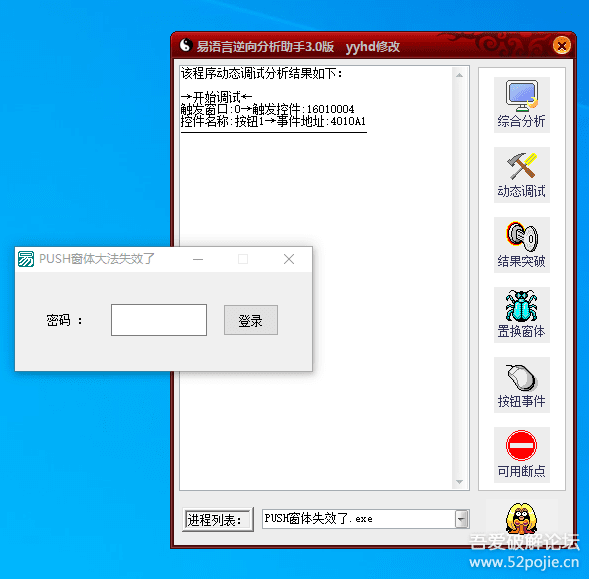 易语言逆向分析助手3.0版 yyhd修改
该程序动态调试分析结果如下:
→开始调试←
触发窗口:0→触发控件:16010004
控件名称:按钮1→事件地址:4010A1
综合分析
动态调试
结果突破
置换窗体
按钮事件
可用断点
易 PUSH窗体大法失效了
密码 :
登录
进程列表:
PUSH窗体失效了.exe
吾爱破解论坛
www.52pojie.cn